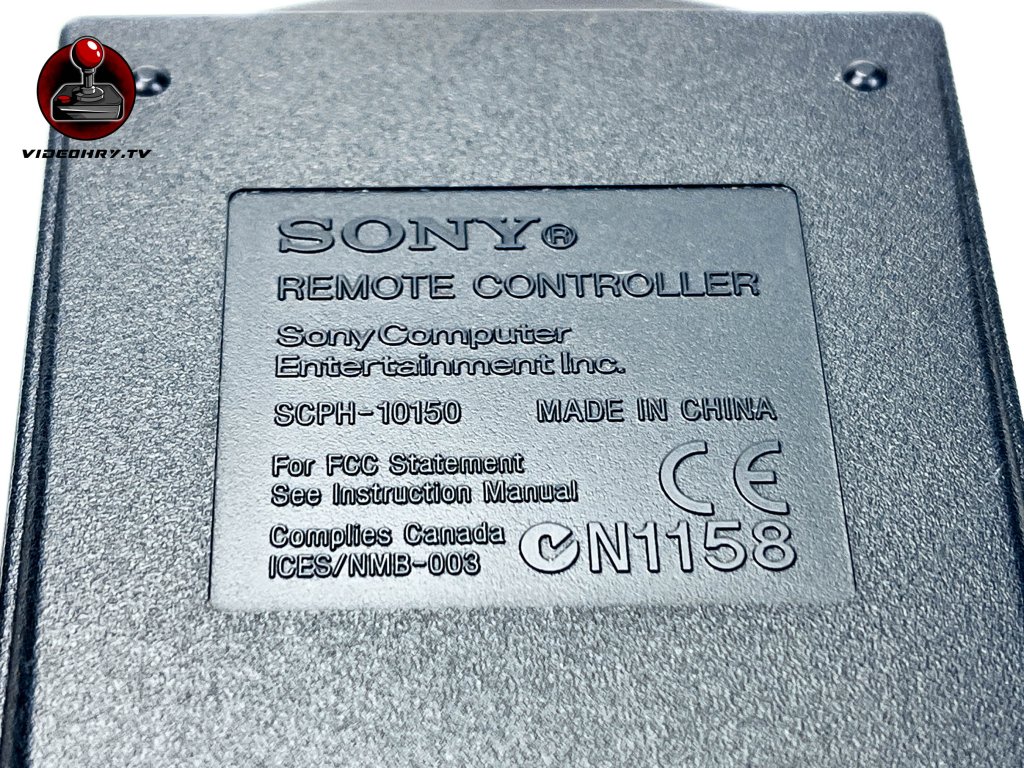 VIDEOHRY.TV
SONY®
REMOTE CONTROLLER
Sony Computer
Entertainment Inc.
SCPH-10150 MADE IN CHINA
For FCC Statement
See Instruction Manual
CE
Complies Canada
ICES/NMB-003
N1158